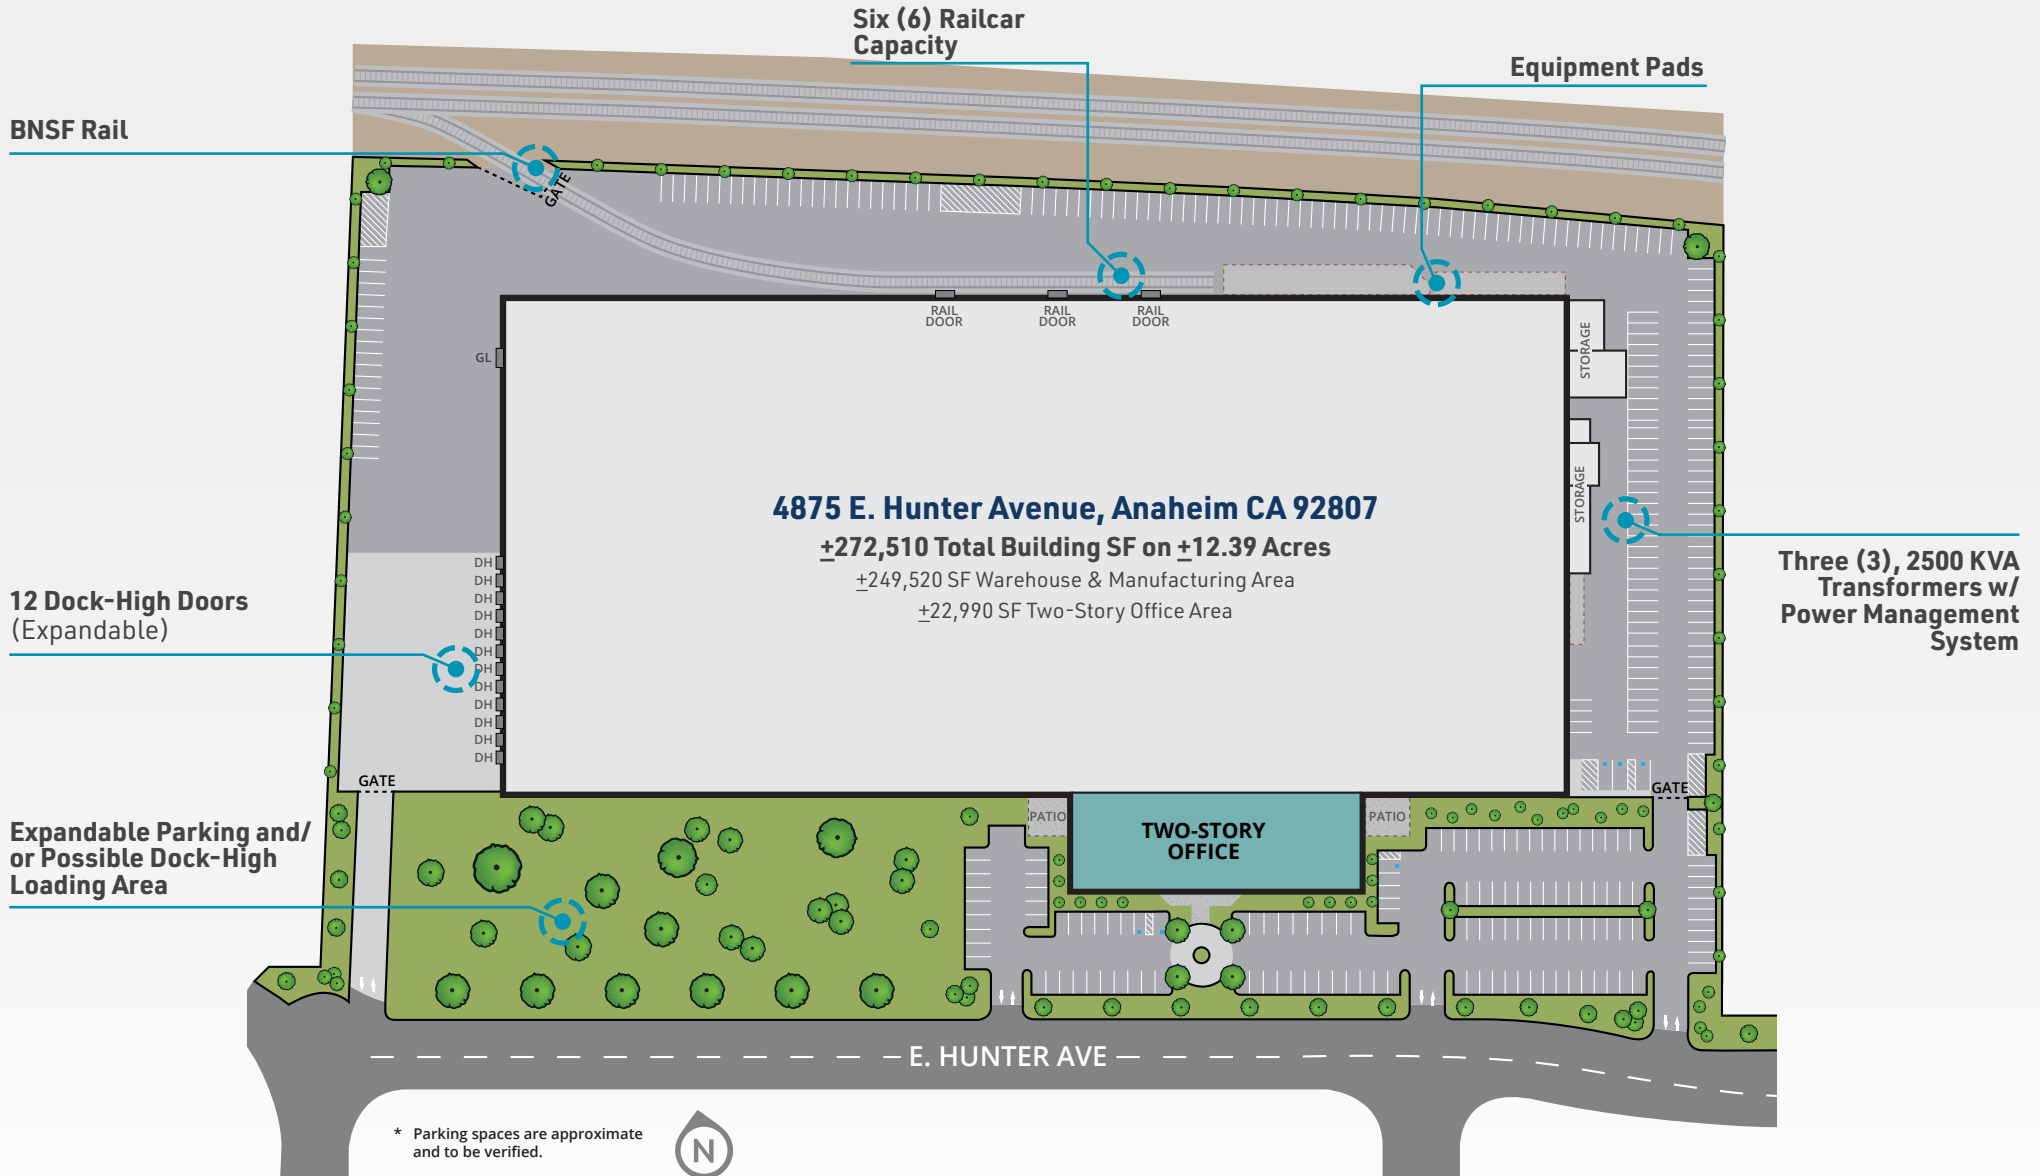 Six (6) Railcar
Capacity
Equipment Pads
BNSF Rail
GATE
RAIL
DOOR
RAIL
DOOR
RAIL
DOOR
GL
STORAGE
STORAGE
4875 E. Hunter Avenue, Anaheim CA 92807
±272,510 Total Building SF on ±12.39 Acres
±249,520 SF Warehouse & Manufacturing Area
±22,990 SF Two-Story Office Area
Three (3), 2500 KVA
Transformers w/
Power Management
System
12 Dock-High Doors
(Expandable)
DH
DH
DH
DH
DH
DH
DH
DH
DH
DH
DH
DH
GATE
GATE
Expandable Parking and/
or Possible Dock-High
Loading Area
PATIO
TWO-STORY
OFFICE
PATIO
E. HUNTER AVE
* Parking spaces are approximate
and to be verified.
N